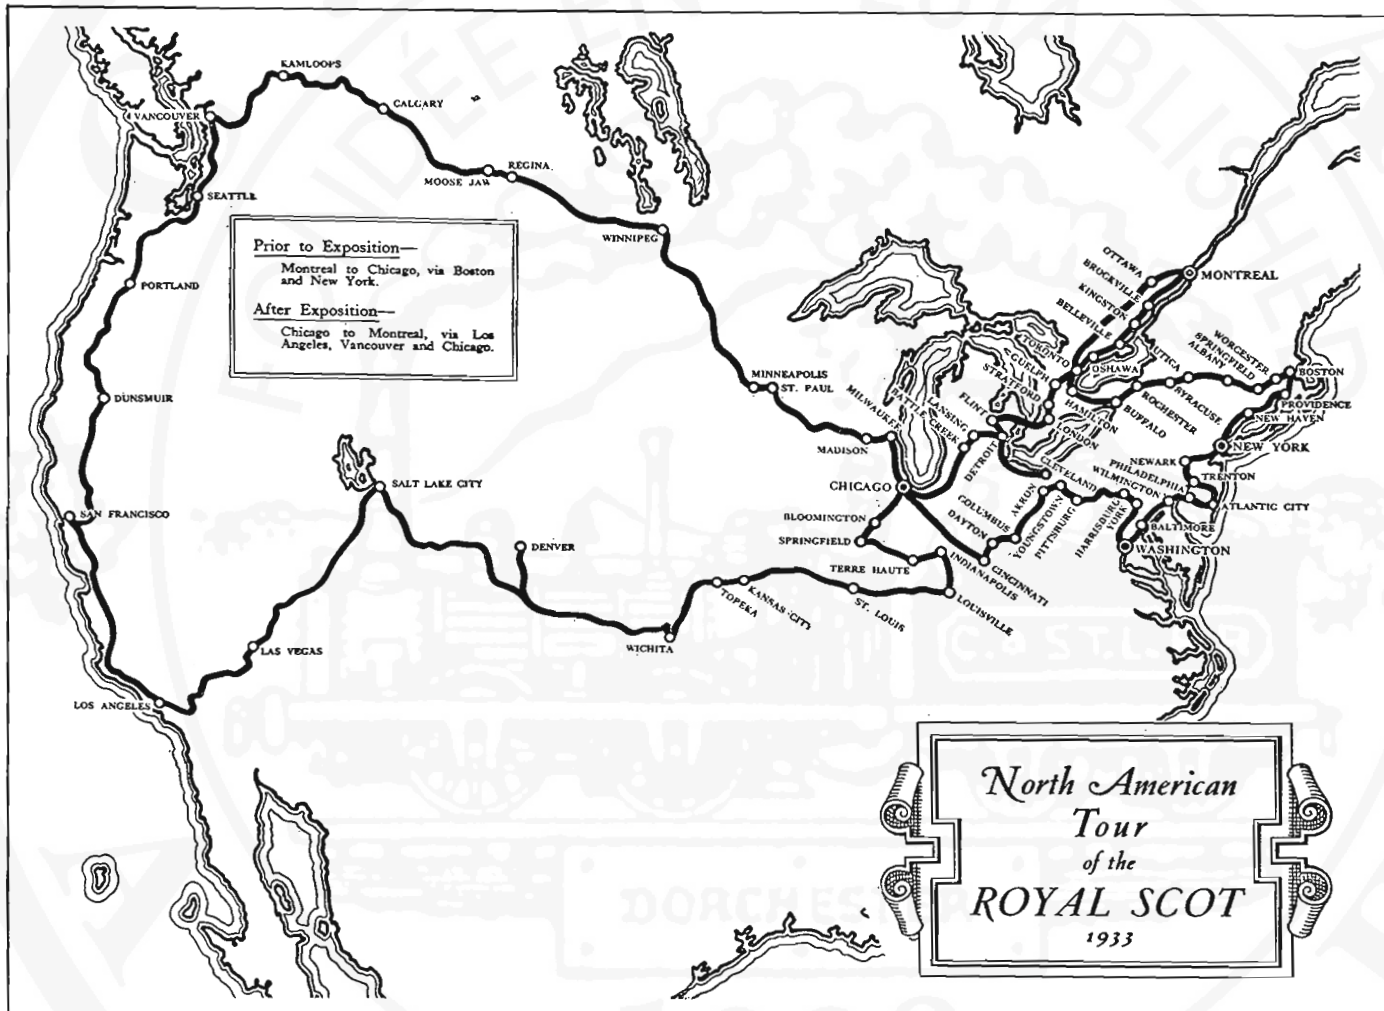 KAMLOOPS
CALGARY
VANCOUVER
REGINA
MOOSE JAW
SEATTLE
WINNIPEG
Prior to Exposition—
Montreal to Chicago, via Boston
and New York.
After Exposition—
Chicago to Montreal, via Los
Angeles, Vancouver and Chicago.
PORTLAND
DUNSMUIR
SAN FRANCISCO
LOS ANGELES
LAS VEGAS
SALT LAKE CITY
DENVER
WICHITA
TOPEKA
KANSAS CITY
ST. LOUIS
LOUISVILLE
INDIANAPOLIS
TERRE HAUTE
SPRINGFIELD
BLOOMINGTON
CHICAGO
MINNEAPOLIS
ST. PAUL
MADISON
MILWAUKEE
BATTLE CREEK
LANSING
FLINT
DETROIT
STRATFORD
GUELPH
TORONTO
LONDON
HAMILTON
OSHAWA
BELLEVILLE
KINGSTON
BROCKVILLE
OTTAWA
MONTREAL
BUFFALO
ROCHESTER
SYRACUSE
UTICA
ALBANY
SPRINGFIELD
WORCESTER
BOSTON
PROVIDENCE
NEW HAVEN
NEW YORK
NEWARK
TRENTON
PHILADELPHIA
WILMINGTON
ATLANTIC CITY
BALTIMORE
WASHINGTON
YORK
HARRISBURG
PITTSBURG
YOUNGSTOWN
AKRON
CLEVELAND
COLUMBUS
DAYTON
CINCINNATI
North American
Tour
of the
ROYAL SCOT
1933
DORCHES